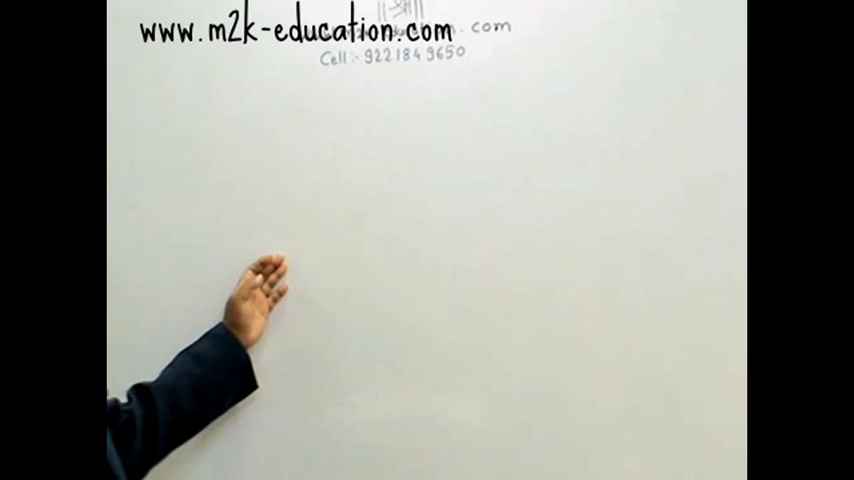 || श्री ||
www.m2k-education.com
Cell :- 9221849650